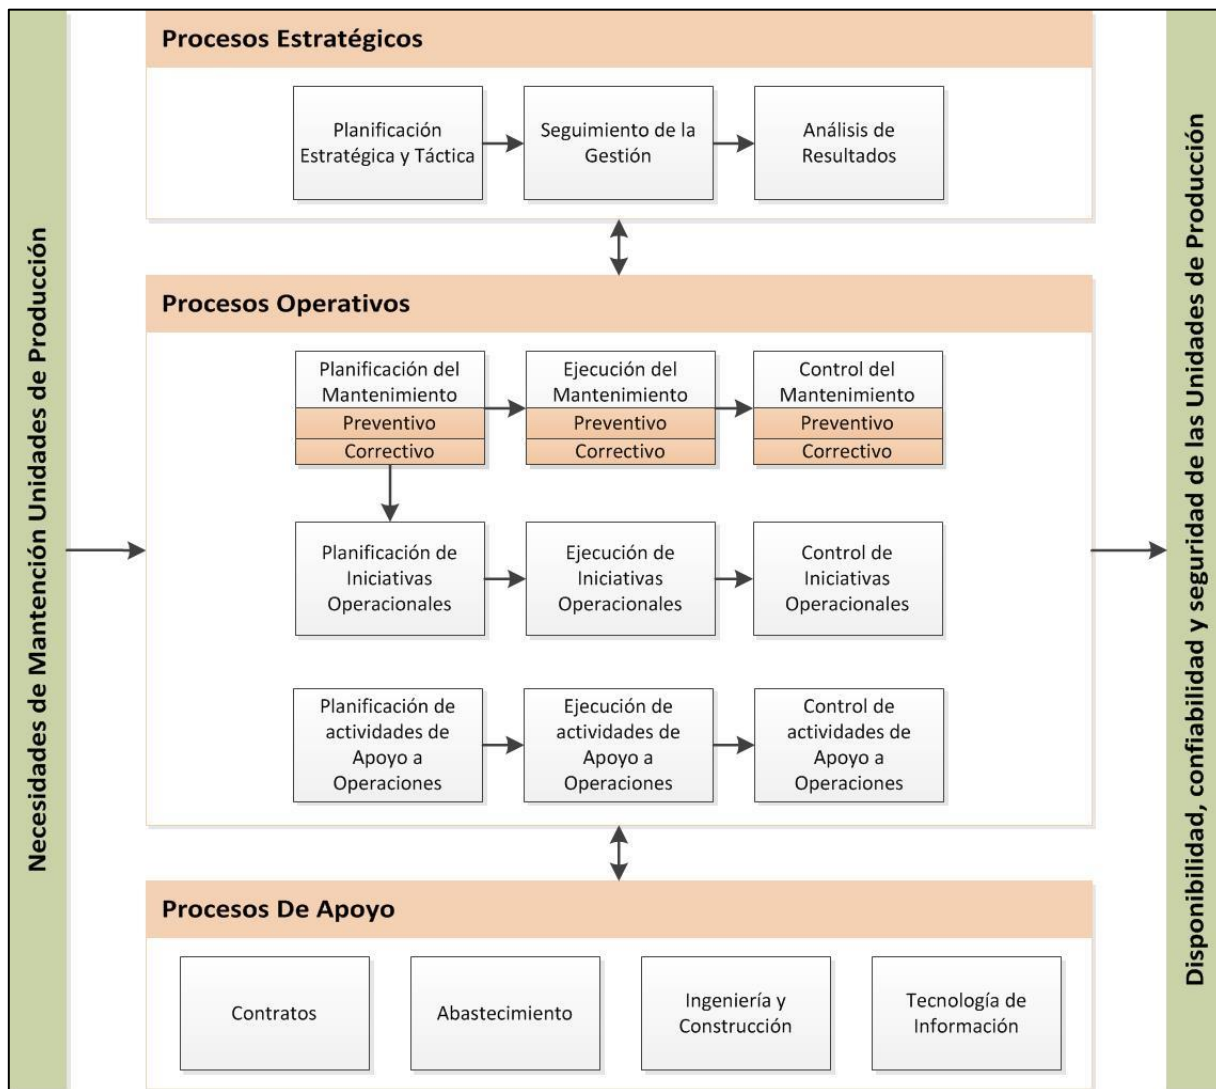 Necesidades de Mantención Unidades de Producción
Procesos Estratégicos
Planificación
Estratégica y Táctica
Seguimiento de la
Gestión
Análisis de
Resultados
Procesos Operativos
Planificación del
Mantenimiento
Preventivo
Correctivo
Ejecución del
Mantenimiento
Preventivo
Correctivo
Control del
Mantenimiento
Preventivo
Correctivo
Planificación de
Iniciativas
Operacionales
Ejecución de
Iniciativas
Operacionales
Control de
Iniciativas
Operacionales
Planificación de
actividades de
Apoyo a
Operaciones
Ejecución de
actividades de
Apoyo a
Operaciones
Control de
actividades de
Apoyo a
Operaciones
Procesos De Apoyo
Contratos
Abastecimiento
Ingeniería y
Construcción
Tecnología de
Información
Disponibilidad, confiabilidad y seguridad de las Unidades de Producción